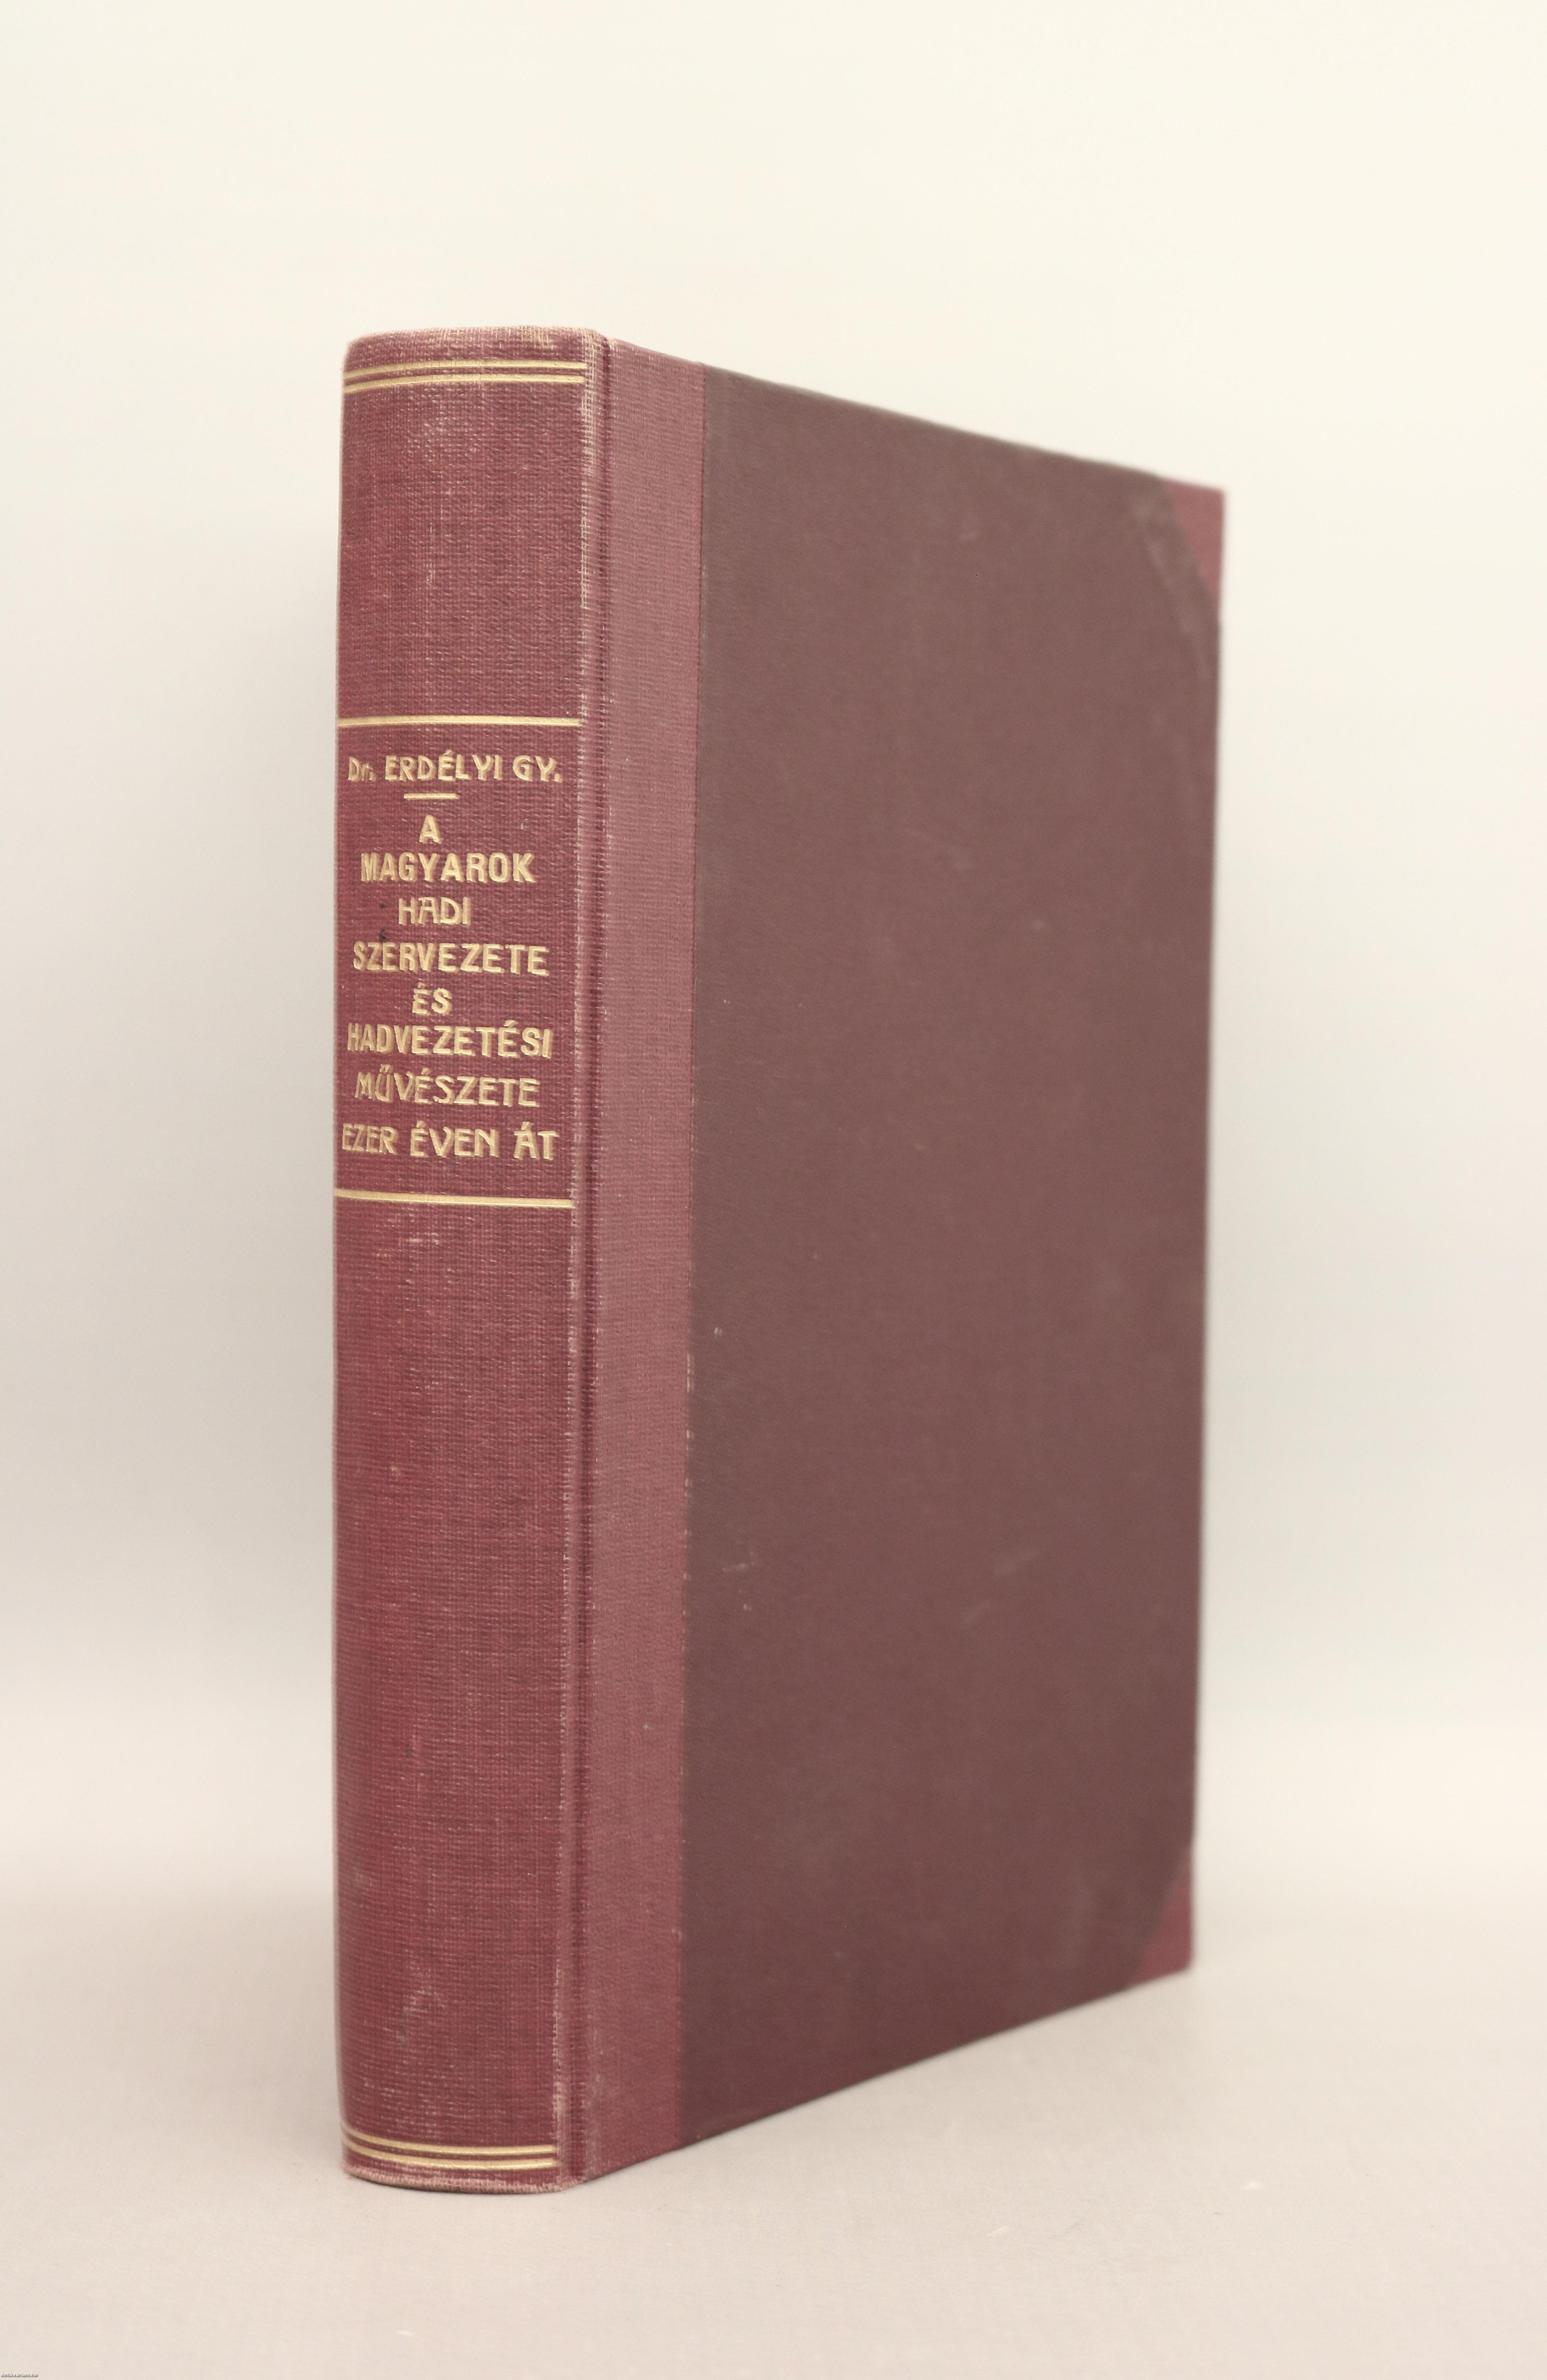 Dr. ERDÉLYI GY.
A
MAGYAROK
HADI
SZERVEZETE
ÉS
HADVEZETÉSI
MŰVÉSZETE
EZER ÉVEN ÁT